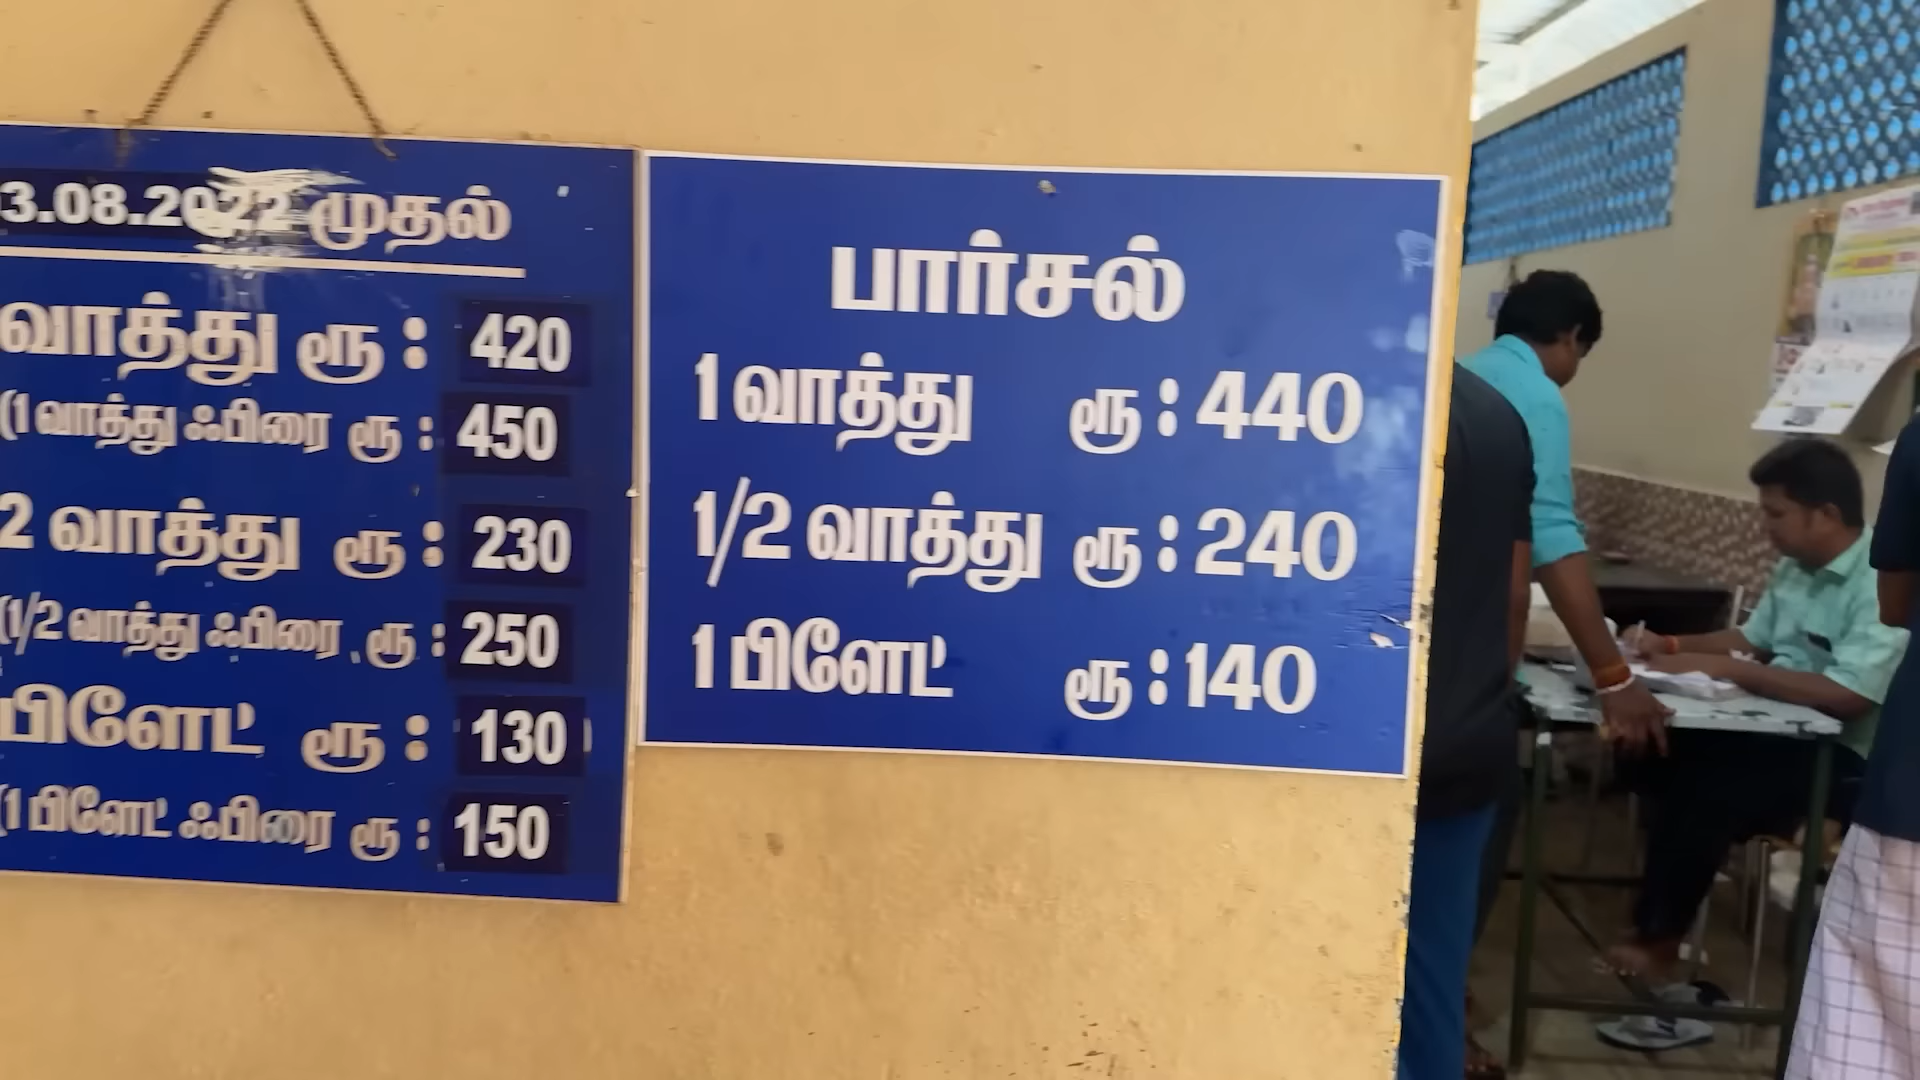 3.08.2022 முதல்
வாத்து ரூ : 420
(1 வாத்து ஃபிரை ரூ : 450
2 வாத்து ரூ : 230
(1/2 வாத்து ஃபிரை ரூ : 250
பிளேட் ரூ : 130
(1 பிளேட் ஃபிரை ரூ : 150
பார்சல்
1 வாத்து ரூ : 440
1/2 வாத்து ரூ : 240
1 பிளேட் ரூ : 140